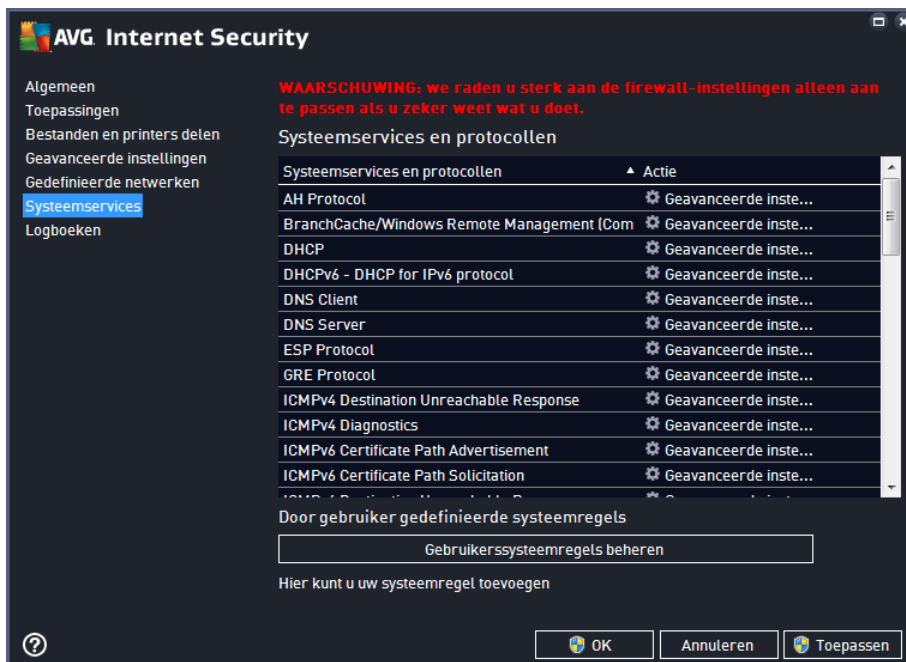 AVG Internet Security
Algemeen
Toepassingen
Bestanden en printers delen
Geavanceerde instellingen
Gedefinieerde netwerken
Systeemservices
Logboeken
WAARSCHUWING: we raden u sterk aan de firewall-instellingen alleen aan
te passen als u zeker weet wat u doet.
Systeemservices en protocollen
Systeemservices en protocollen Actie
AH Protocol Geavanceerde inste...
BranchCache/Windows Remote Management (Com Geavanceerde inste...
DHCP Geavanceerde inste...
DHCPv6 - DHCP for IPv6 protocol Geavanceerde inste...
DNS Client Geavanceerde inste...
DNS Server Geavanceerde inste...
ESP Protocol Geavanceerde inste...
GRE Protocol Geavanceerde inste...
ICMPv4 Destination Unreachable Response Geavanceerde inste...
ICMPv4 Diagnostics Geavanceerde inste...
ICMPv6 Certificate Path Advertisement Geavanceerde inste...
ICMPv6 Certificate Path Solicitation Geavanceerde inste...
Door gebruiker gedefinieerde systeemregels
Gebruikerssysteemregels beheren
Hier kunt u uw systeemregel toevoegen
OK Annuleren Toepassen